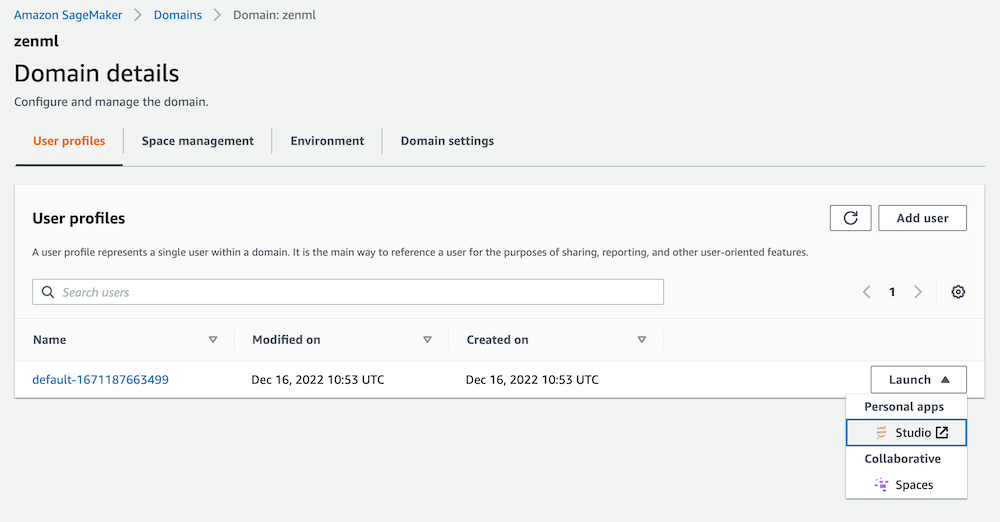 Amazon SageMaker > Domains > Domain: zenml
zenml
Domain details
Configure and manage the domain.
User profiles Space management Environment Domain settings
User profiles Add user
A user profile represents a single user within a domain. It is the main way to reference a user for the purposes of sharing, reporting, and other user-oriented features.
Search users 1
Name Modified on Created on
default-1671187663499 Dec 16, 2022 10:53 UTC Dec 16, 2022 10:53 UTC Launch
Personal apps
Studio
Collaborative
Spaces